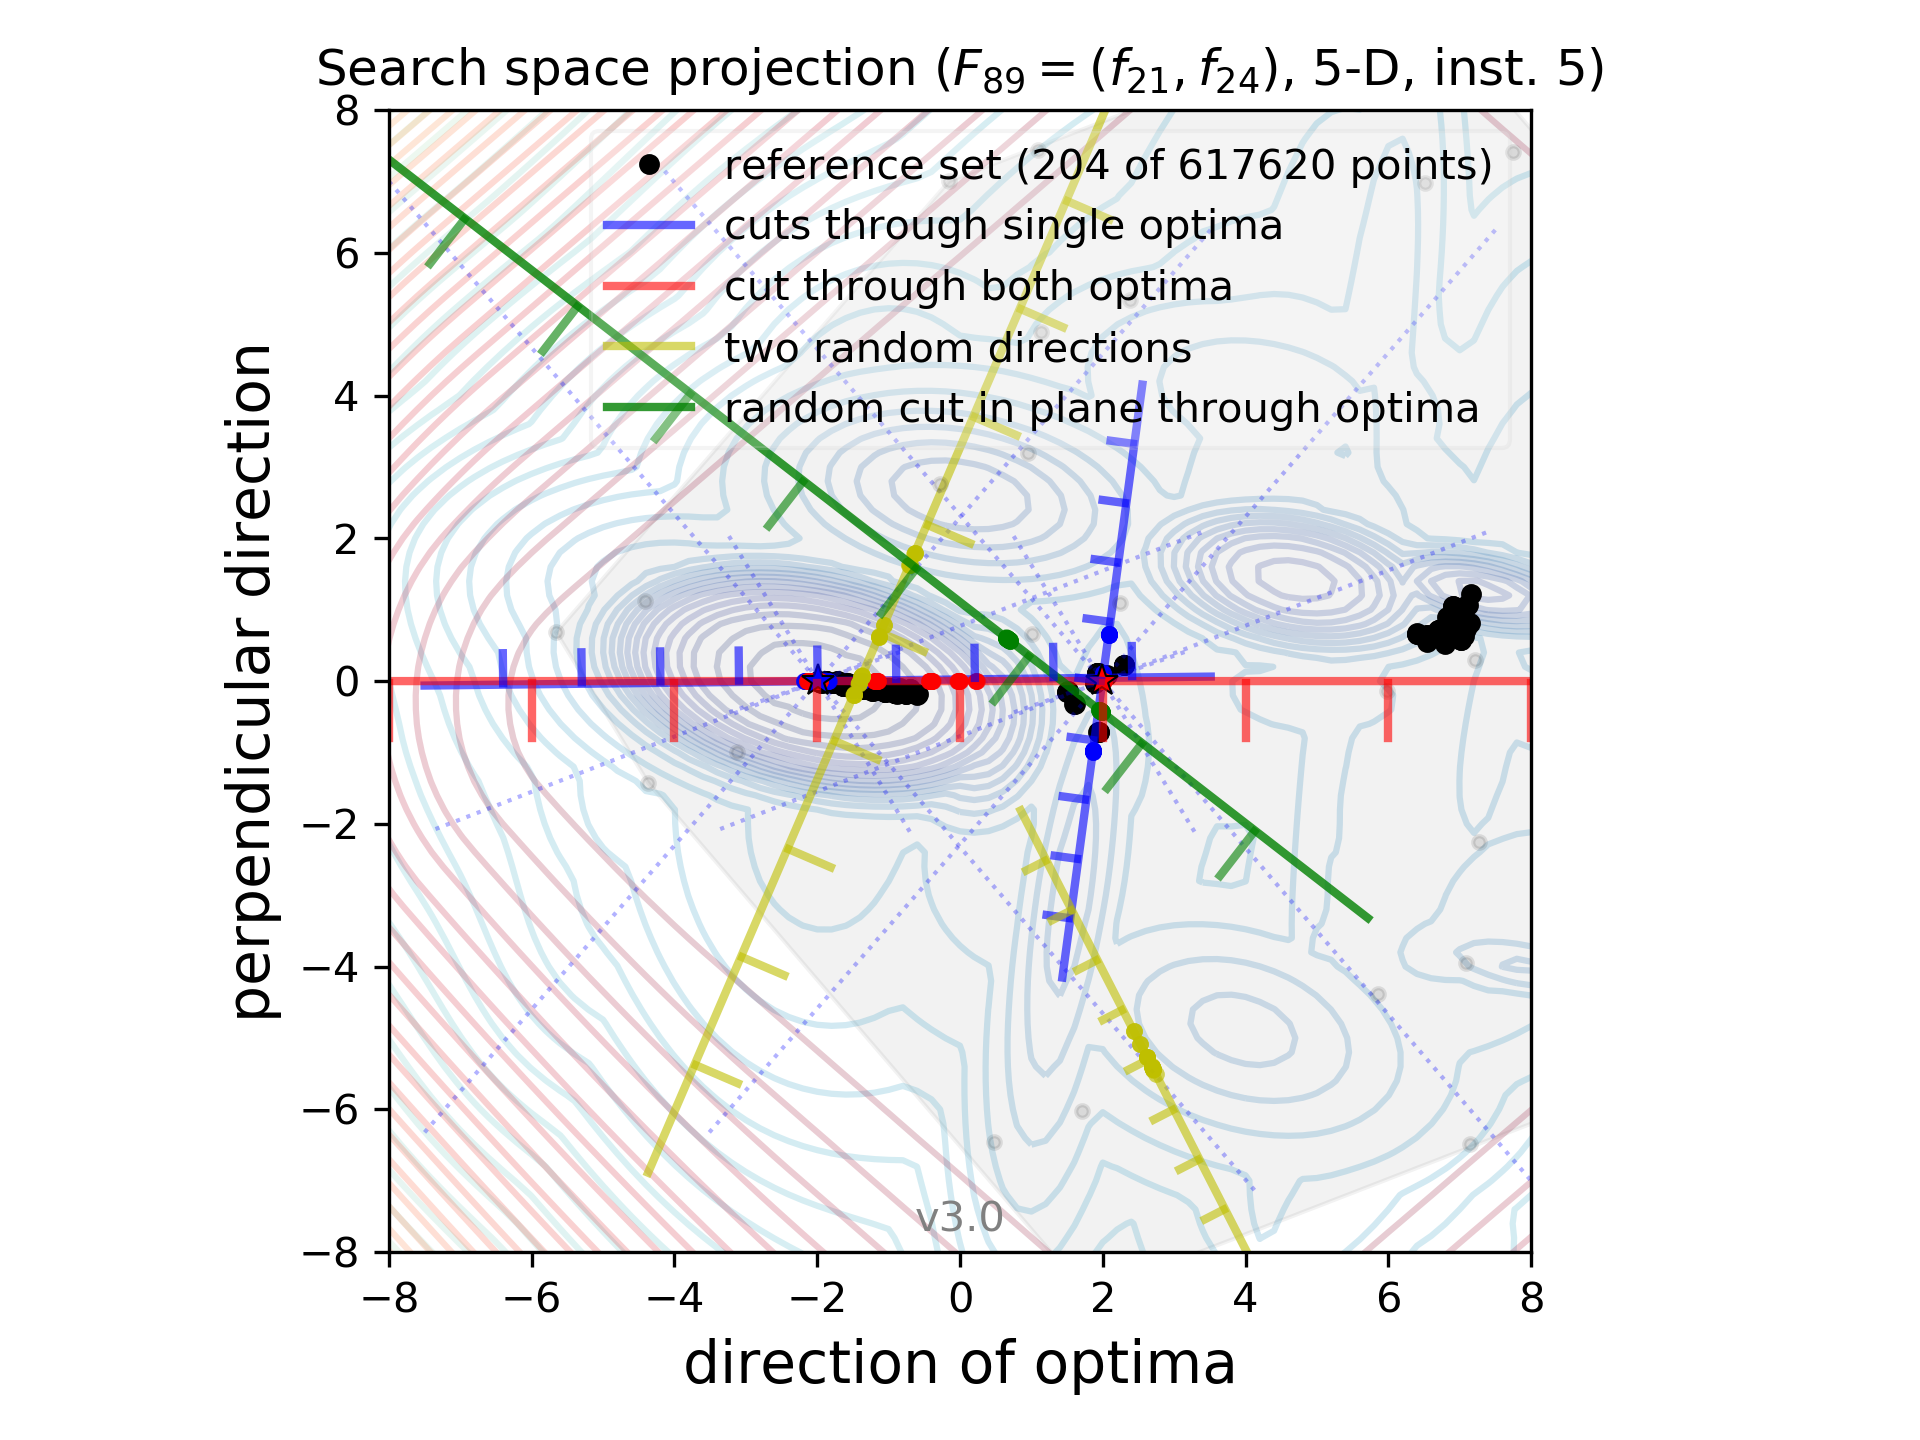 Search space projection (F₈₉ = (f₂₁, f₂₄), 5-D, inst. 5)
reference set (204 of 617620 points)
cuts through single optima
cut through both optima
two random directions
random cut in plane through optima
perpendicular direction
8
6
4
2
0
−2
−4
−6
−8
v3.0
−8 −6 −4 −2 0 2 4 6 8
direction of optima